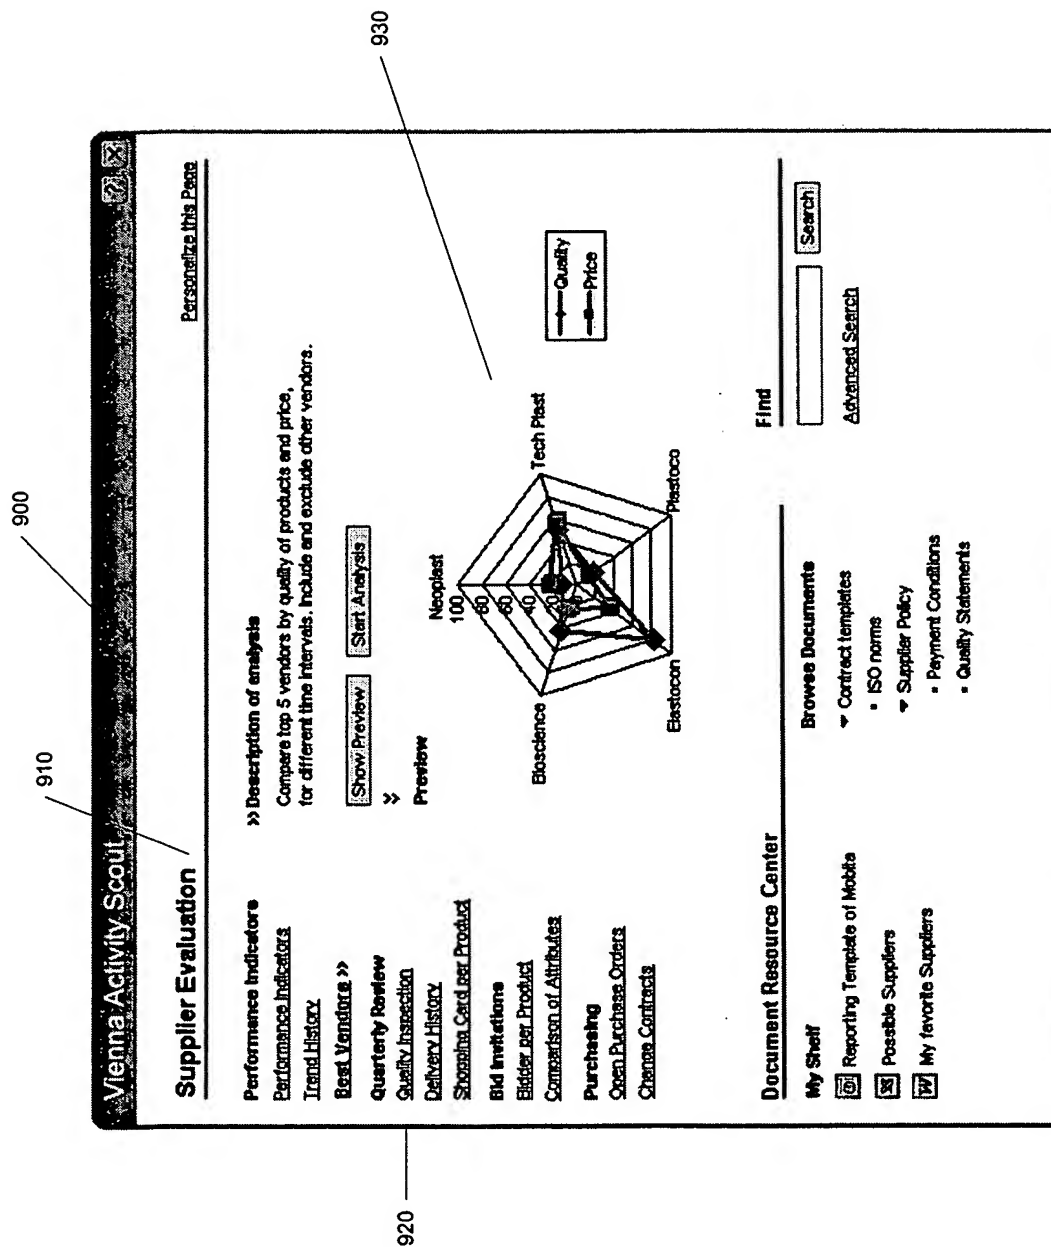 900
910
920
930
Vienna Activity Scout
? X
Supplier Evaluation
Personalize this Page
Performance Indicators
Performance Indicators
Trend History
Best Vendors >>
Quarterly Review
Quality Inspection
Delivery History
Shopping Card per Product
Bid Invitations
Bidder per Product
Comparison of Attributes
Purchasing
Open Purchase Orders
Change Contracts
>> Description of analysis
Compare top 5 vendors by quality of products and price,
for different time intervals. Include and exclude other vendors.
Show Preview
Start Analysis
Preview
Neoplast
100
80
60
40
20
Tech Plast
Plastoco
Elastocon
Bioscience
Quality
Price
Document Resource Center
My Shelf
Reporting Template of Mobita
Possible Suppliers
W My favorite Suppliers
Browse Documents
Contract templates
ISO norms
Supplier Policy
Payment Conditions
Quality Statements
Find
Search
Advanced Search